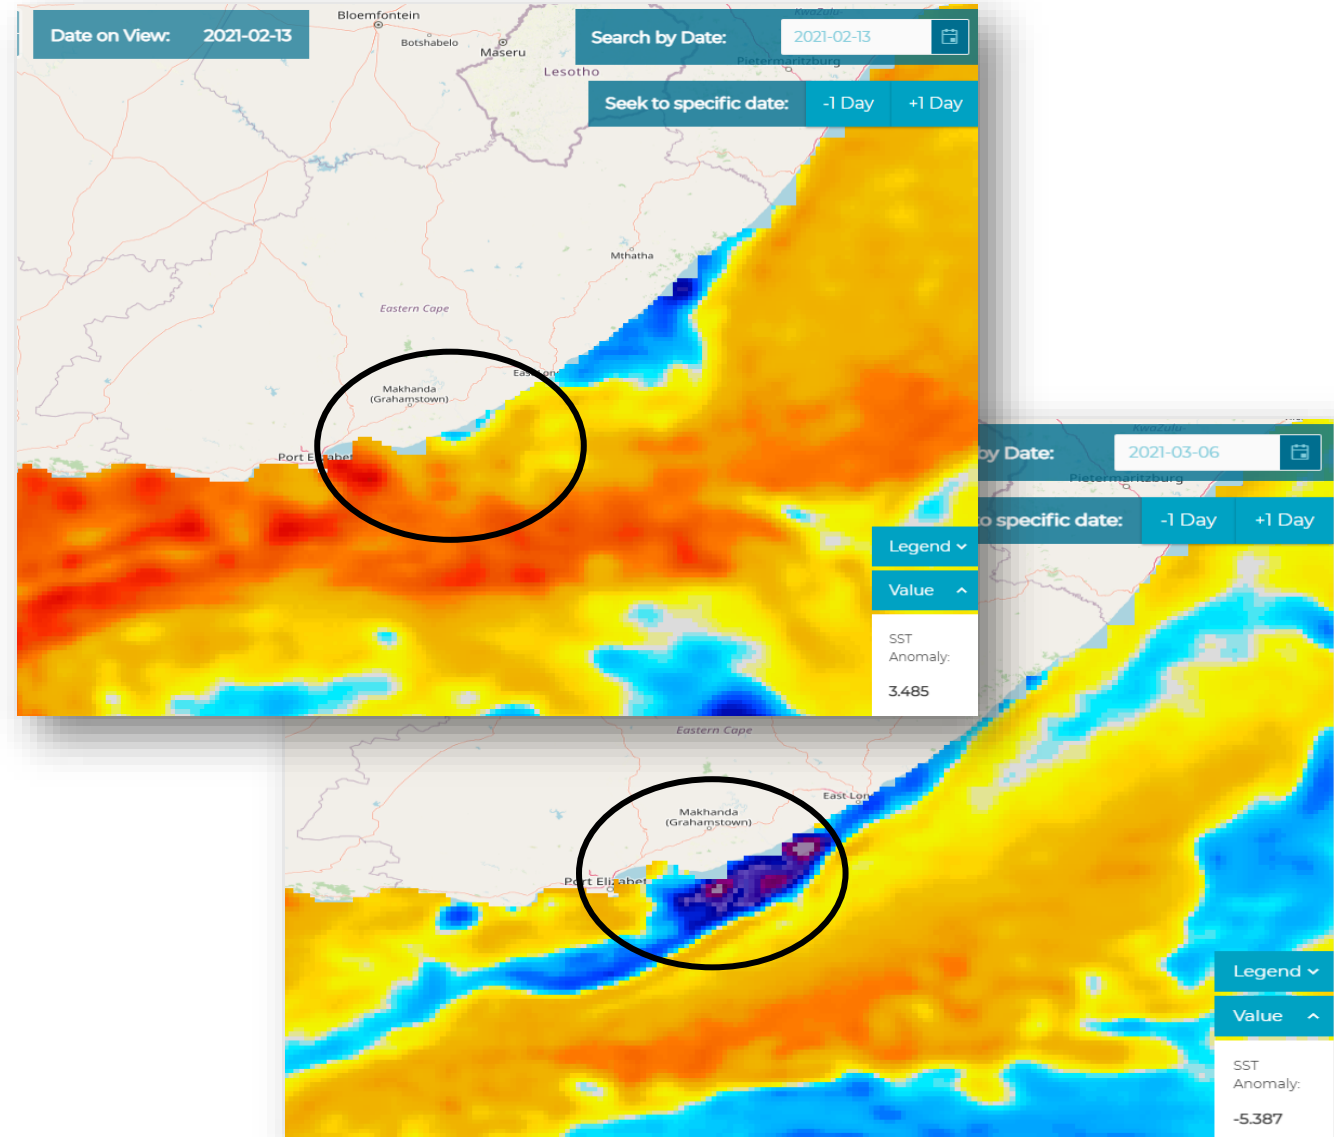 Bloemfontein
Date on View: 2021-02-13
Search by Date: 2021-02-13
Botshabelo
Maseru
Pietermaritzburg
Lesotho
Seek to specific date: -1 Day +1 Day
Mthatha
Eastern Cape
Makhanda
(Grahamstown)
Port Elizabe
Legend
Value
SST
Anomaly:
3.485
by Date: 2021-03-06
Pietermaritzburg
o specific date: -1 Day +1 Day
Eastern Cape
East Lon
Makhanda
(Grahamstown)
Port Elizabe
Legend
Value
SST
Anomaly:
-5.387